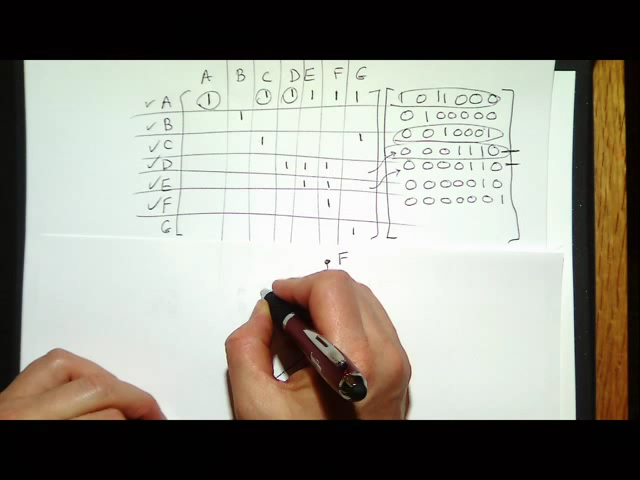 A B C D E F G
✓ A 1 1 1 1 1 1 1 0 1 1 0 0 0
✓ B 1 0 1 0 0 0 0 0
✓ C 1 1 0 0 1 0 0 0 1
✓ D 1 1 1 0 0 0 1 1 1 0
✓ E 1 1 0 0 0 0 1 1 0
✓ F 1 0 0 0 0 0 1 0
G 1 0 0 0 0 0 0 1
F